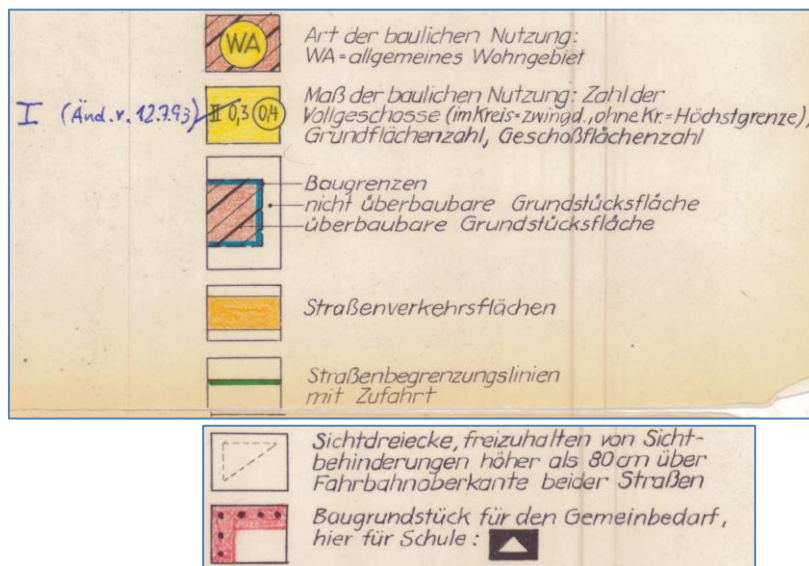 WA
Art der baulichen Nutzung:
WA=allgemeines Wohngebiet
I (Änd. v. 12.7.93)
II 0,3 0,4
Maß der baulichen Nutzung: Zahl der
Vollgeschosse (im Kreis=zwingd., ohne Kr.=Höchstgrenze),
Grundflächenzahl, Geschoßflächenzahl
Baugrenzen
nicht überbaubare Grundstücksfläche
überbaubare Grundstücksfläche
Straßenverkehrsflächen
Straßenbegrenzungslinien
mit Zufahrt
Sichtdreiecke, freizuhalten von Sicht-
behinderungen höher als 80cm über
Fahrbahnoberkante beider Straßen
Baugrundstück für den Gemeinbedarf,
hier für Schule: